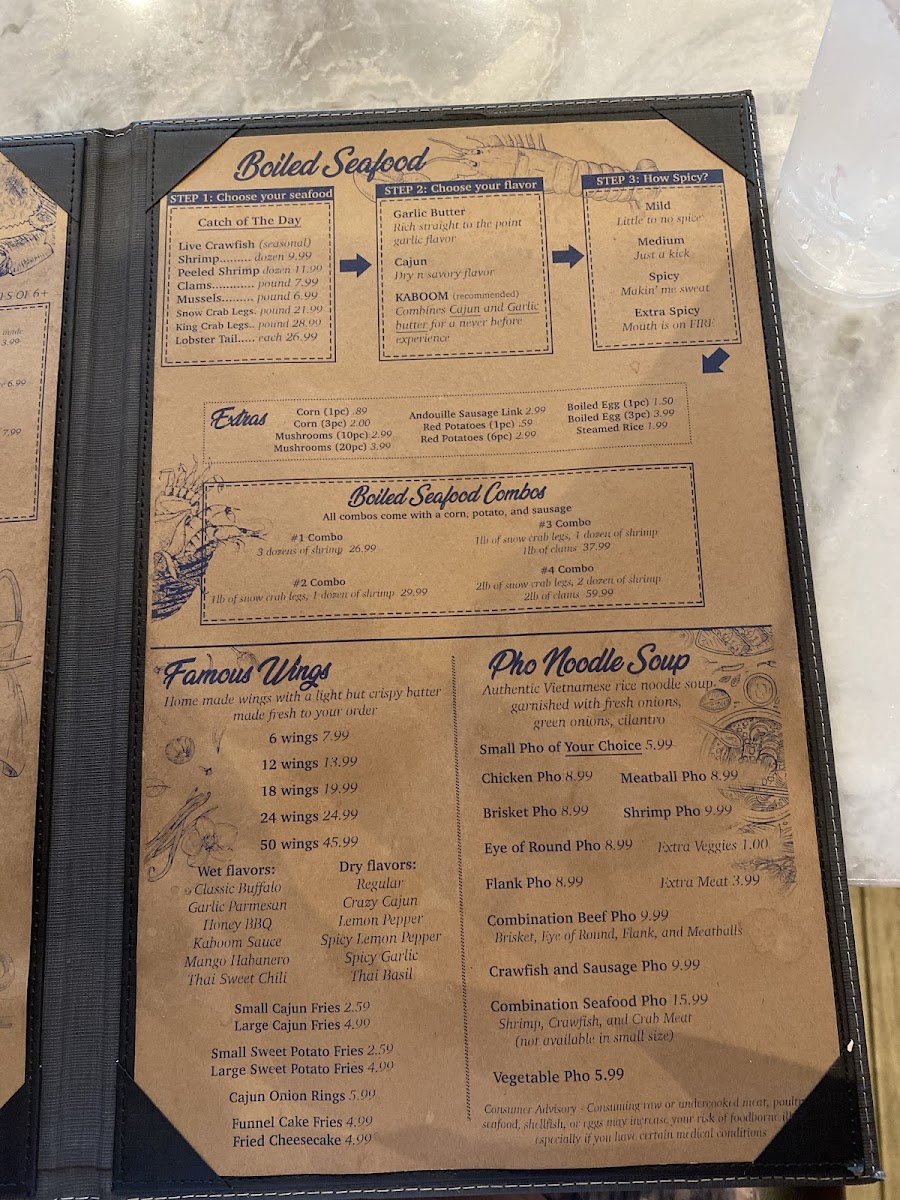 ES OF 6+
made
3.99
6.99
7.99
Boiled Seafood
STEP 1: Choose your seafood
Catch of The Day
Live Crawfish (seasonal)
Shrimp......... dozen 9.99
Peeled Shrimp dozen 11.99
Clams............ pound 7.99
Mussels......... pound 6.99
Snow Crab Legs. pound 21.99
King Crab Legs.. pound 28.99
Lobster Tail..... each 26.99
STEP 2: Choose your flavor
Garlic Butter
Rich straight to the point
garlic flavor
Cajun
Dry n savory flavor
KABOOM (recommended)
Combines Cajun and Garlic
butter for a never before
experience
STEP 3: How Spicy?
Mild
Little to no spice
Medium
Just a kick
Spicy
Makin' me sweat
Extra Spicy
Mouth is on FIRE
Extras
Corn (1pc) .89
Corn (3pc) 2.00
Mushrooms (10pc) 2.99
Mushrooms (20pc) 3.99
Andouille Sausage Link 2.99
Red Potatoes (1pc) .59
Red Potatoes (6pc) 2.99
Boiled Egg (1pc) 1.50
Boiled Egg (3pc) 3.99
Steamed Rice 1.99
Boiled Seafood Combos
All combos come with a corn, potato, and sausage
#1 Combo
3 dozens of shrimp 26.99
#2 Combo
1lb of snow crab legs, 1 dozen of shrimp 29.99
#3 Combo
1lb of snow crab legs, 1 dozen of shrimp
1lb of clams 37.99
#4 Combo
2lb of snow crab legs, 2 dozen of shrimp
2lb of clams 59.99
Famous Wings
Home made wings with a light but crispy batter
made fresh to your order
6 wings 7.99
12 wings 13.99
18 wings 19.99
24 wings 24.99
50 wings 45.99
Wet flavors:
Classic Buffalo
Garlic Parmesan
Honey BBQ
Kaboom Sauce
Mango Habanero
Thai Sweet Chili
Dry flavors:
Regular
Crazy Cajun
Lemon Pepper
Spicy Lemon Pepper
Spicy Garlic
Thai Basil
Small Cajun Fries 2.59
Large Cajun Fries 4.99
Small Sweet Potato Fries 2.59
Large Sweet Potato Fries 4.99
Cajun Onion Rings 5.99
Funnel Cake Fries 4.99
Fried Cheesecake 4.99
Pho Noodle Soup
Authentic Vietnamese rice noodle soup,
garnished with fresh onions,
green onions, cilantro
Small Pho of Your Choice 5.99
Chicken Pho 8.99 Meatball Pho 8.99
Brisket Pho 8.99 Shrimp Pho 9.99
Eye of Round Pho 8.99 Extra Veggies 1.00
Flank Pho 8.99 Extra Meat 3.99
Combination Beef Pho 9.99
Brisket, Eye of Round, Flank, and Meatballs
Crawfish and Sausage Pho 9.99
Combination Seafood Pho 15.99
Shrimp, Crawfish, and Crab Meat
(not available in small size)
Vegetable Pho 5.99
Consumer Advisory - Consuming raw or undercooked meat, poultry
seafood, shellfish, or eggs may increase your risk of foodborne
especially if you have certain medical conditions